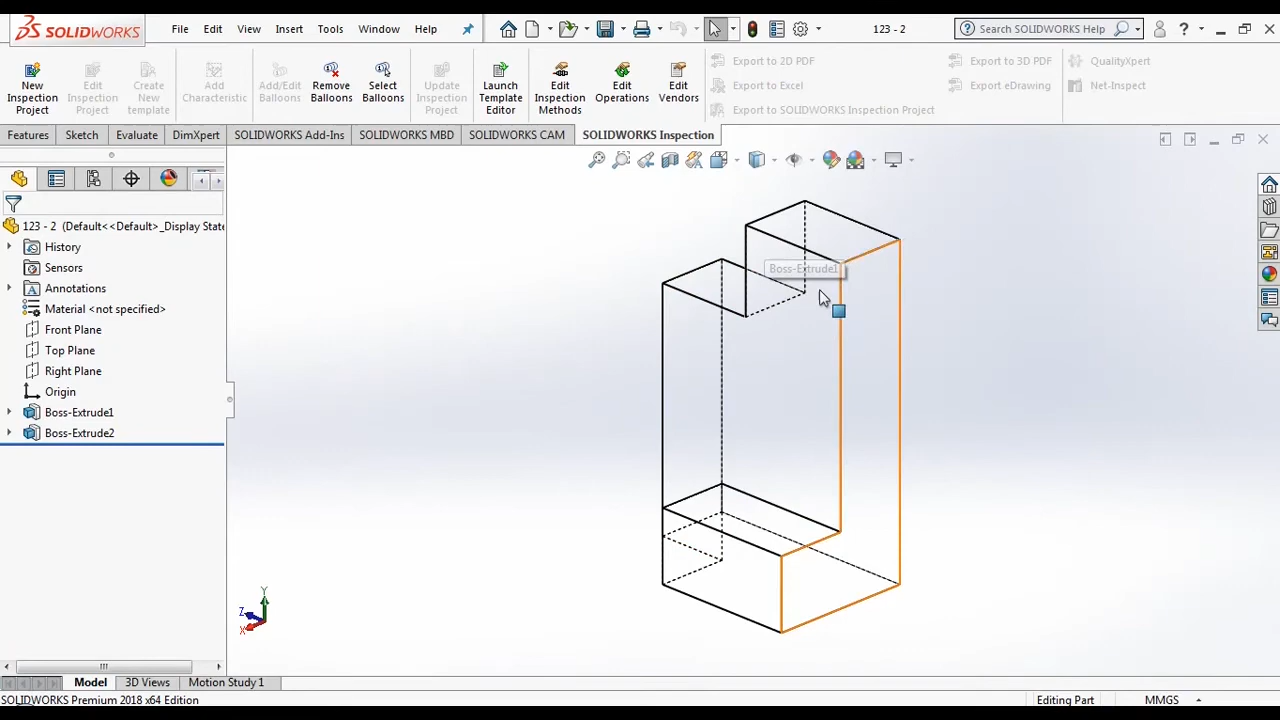 SOLIDWORKS File Edit View Insert Tools Window Help 123 - 2 Search SOLIDWORKS Help ?
New Inspection Project
Edit Inspection Project
Create New template
Add Characteristic
Add/Edit Balloons
Remove Balloons
Select Balloons
Update Inspection Project
Launch Template Editor
Edit Inspection Methods
Edit Operations
Edit Vendors
Export to 2D PDF
Export to Excel
Export to SOLIDWORKS Inspection Project
Export to 3D PDF
Export eDrawing
QualityXpert
Net-Inspect
Features Sketch Evaluate DimXpert SOLIDWORKS Add-Ins SOLIDWORKS MBD SOLIDWORKS CAM SOLIDWORKS Inspection
123 - 2 (Default<<Default>_Display State
History
Sensors
Annotations
Material <not specified>
Front Plane
Top Plane
Right Plane
Origin
Boss-Extrude1
Boss-Extrude2
Boss-Extrude1
Y
Z
X
Model 3D Views Motion Study 1
SOLIDWORKS Premium 2018 x64 Edition Editing Part MMGS